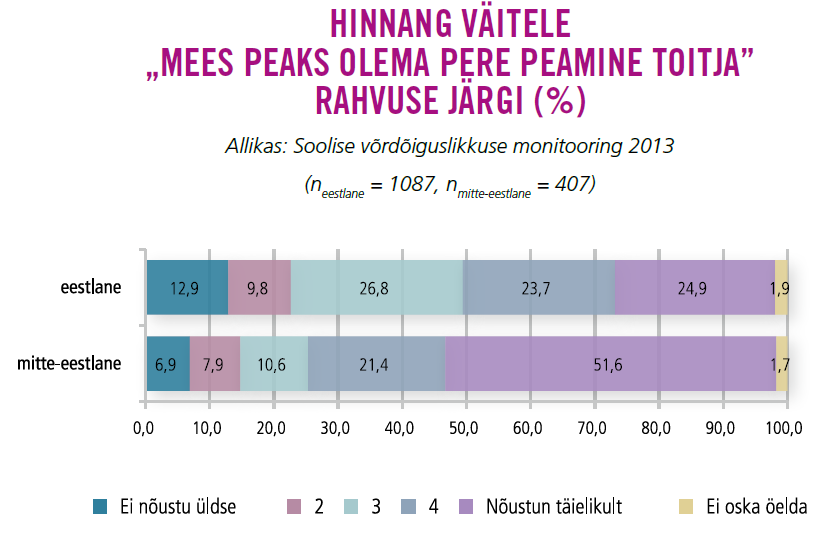 HINNANG VÄITELE
„MEES PEAKS OLEMA PERE PEAMINE TOITJA”
RAHVUSE JÄRGI (%)
Allikas: Soolise võrdõiguslikkuse monitooring 2013
(neestlane = 1087, nmitte-eestlane = 407)
eestlane 12,9 9,8 26,8 23,7 24,9 1,9
mitte-eestlane 6,9 7,9 10,6 21,4 51,6 1,7
0,0 10,0 20,0 30,0 40,0 50,0 60,0 70,0 80,0 90,0 100,0
Ei nõustu üldse 2 3 4 Nõustun täielikult Ei oska öelda